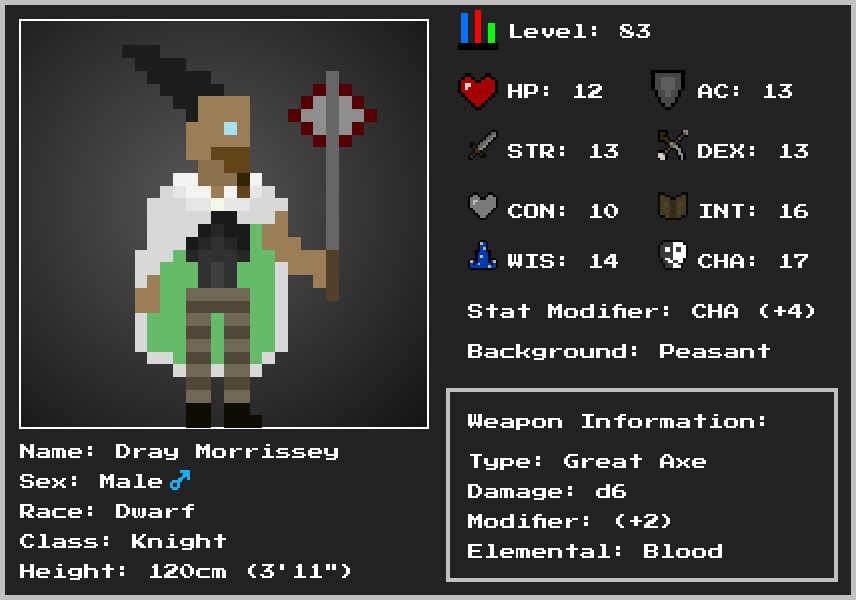 Level: 83
HP: 12 AC: 13
STR: 13 DEX: 13
CON: 10 INT: 16
WIS: 14 CHA: 17
Stat Modifier: CHA (+4)
Background: Peasant
Weapon Information:
Type: Great Axe
Damage: d6
Modifier: (+2)
Elemental: Blood
Name: Dray Morrissey
Sex: Male ♂
Race: Dwarf
Class: Knight
Height: 120cm (3'11")